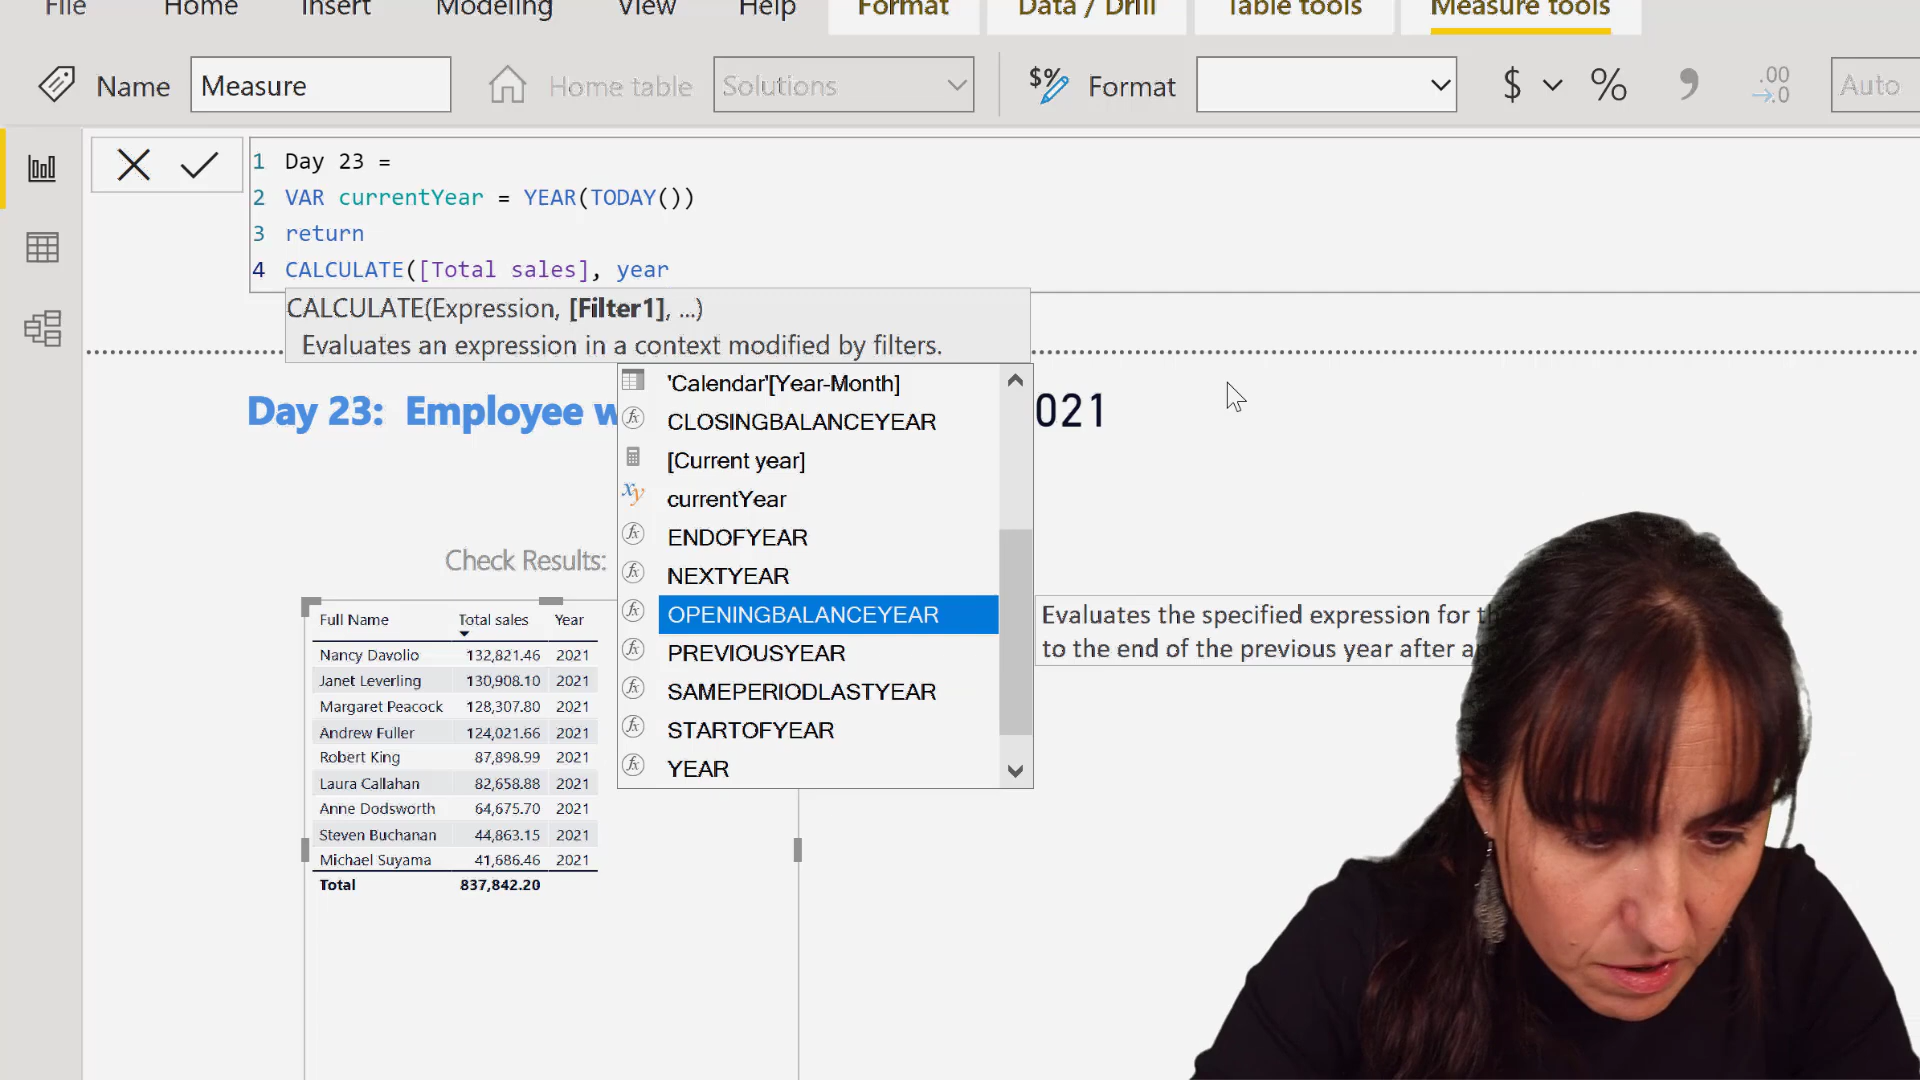 File Home Insert Modeling View Help Format Data / Drill Table tools Measure tools
Name Measure Home table Solutions Format $ % .00 .0 Auto
1 Day 23 =
2 VAR currentYear = YEAR(TODAY())
3 return
4 CALCULATE([Total sales], year
CALCULATE(Expression, [Filter1], ...)
Evaluates an expression in a context modified by filters.
'Calendar'[Year-Month]
CLOSINGBALANCEYEAR
[Current year]
currentYear
ENDOFYEAR
NEXTYEAR
OPENINGBALANCEYEAR
PREVIOUSYEAR
SAMEPERIODLASTYEAR
STARTOFYEAR
YEAR
Evaluates the specified expression for
to the end of the previous year after
Day 23: Employee 021
Check Results:
Full Name Total sales Year
Nancy Davolio 132,821.46 2021
Janet Leverling 130,908.10 2021
Margaret Peacock 128,307.80 2021
Andrew Fuller 124,021.66 2021
Robert King 87,898.99 2021
Laura Callahan 82,658.88 2021
Anne Dodsworth 64,675.70 2021
Steven Buchanan 44,863.15 2021
Michael Suyama 41,686.46 2021
Total 837,842.20